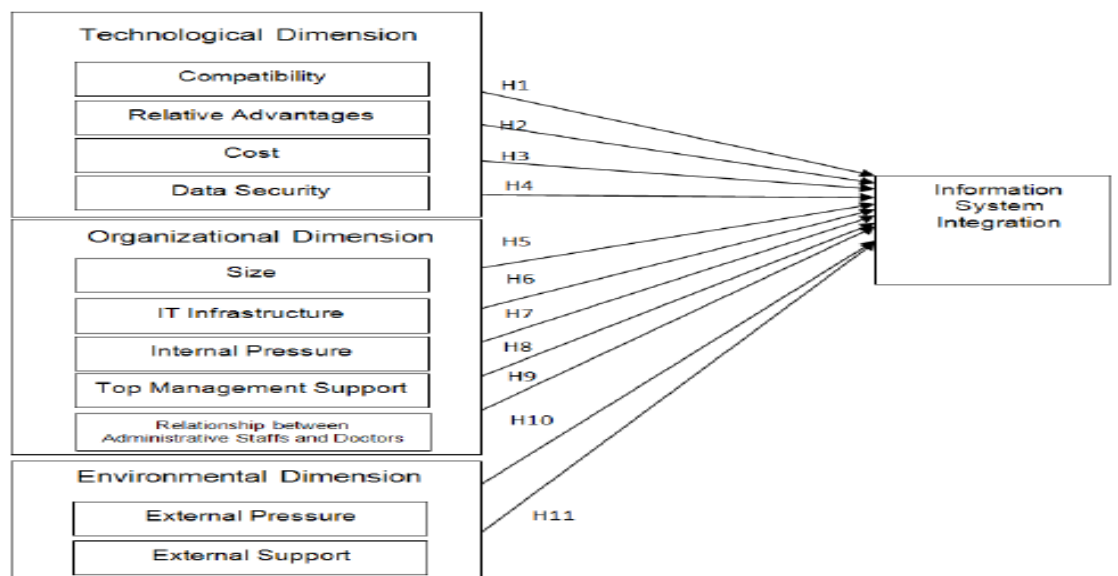 Technological Dimension
Compatibility
Relative Advantages
Cost
Data Security
H1
H2
H3
H4
Organizational Dimension
Size
IT Infrastructure
Internal Pressure
Top Management Support
Relationship between
Administrative Staffs and Doctors
H5
H6
H7
H8
H9
Environmental Dimension
External Pressure
External Support
H10
H11
Information
System
Integration